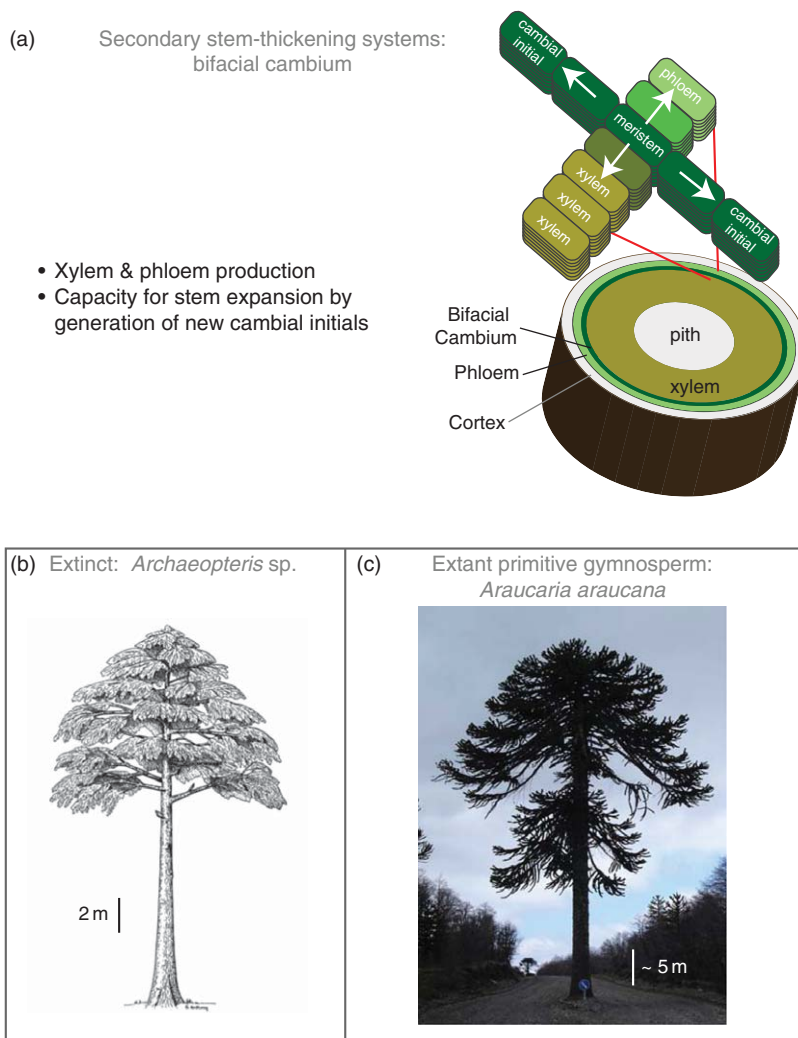 (a)
Secondary stem-thickening systems:
bifacial cambium
cambial
initial
phloem
meristem
xylem
xylem
xylem
cambial
initial
• Xylem & phloem production
• Capacity for stem expansion by
generation of new cambial initials
Bifacial
Cambium
Phloem
Cortex
pith
xylem
(b) Extinct: Archaeopteris sp.
2 m
(c) Extant primitive gymnosperm:
Araucaria araucana
~ 5 m